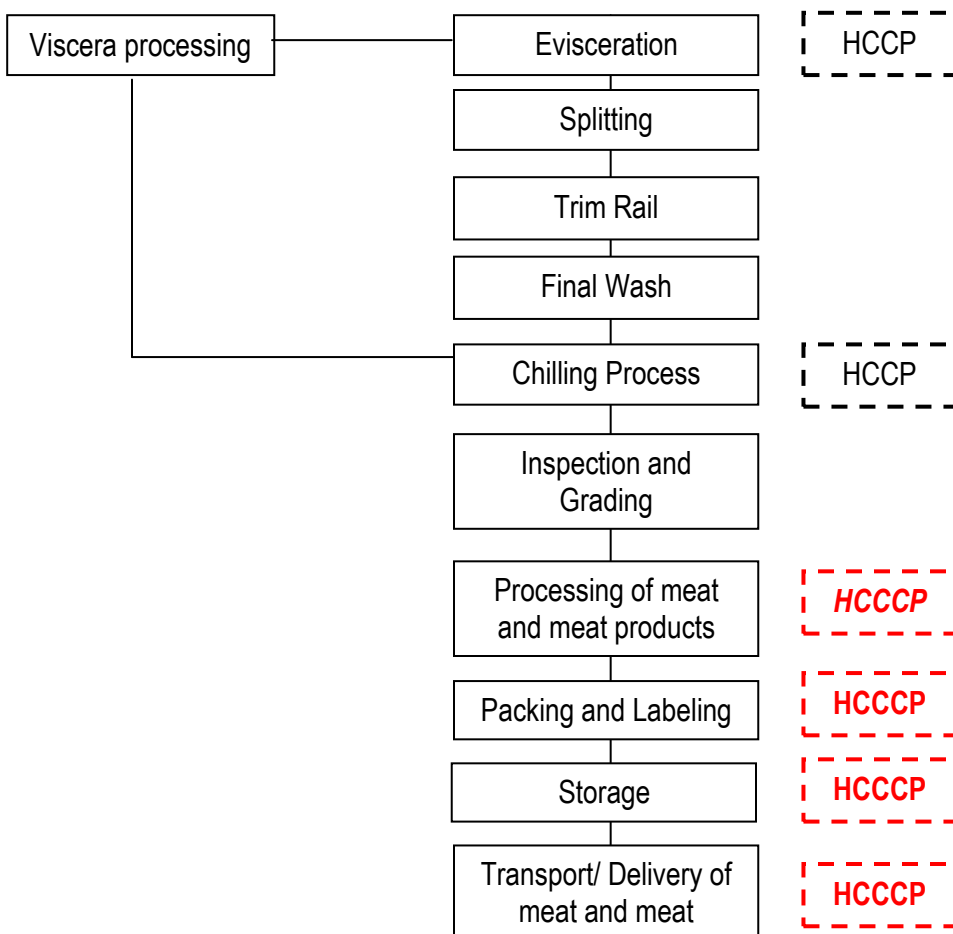 Viscera processing
Evisceration
HCCP
Splitting
Trim Rail
Final Wash
Chilling Process
HCCP
Inspection and
Grading
Processing of meat
and meat products
HCCCP
Packing and Labeling
HCCCP
Storage
HCCCP
Transport/ Delivery of
meat and meat
HCCCP